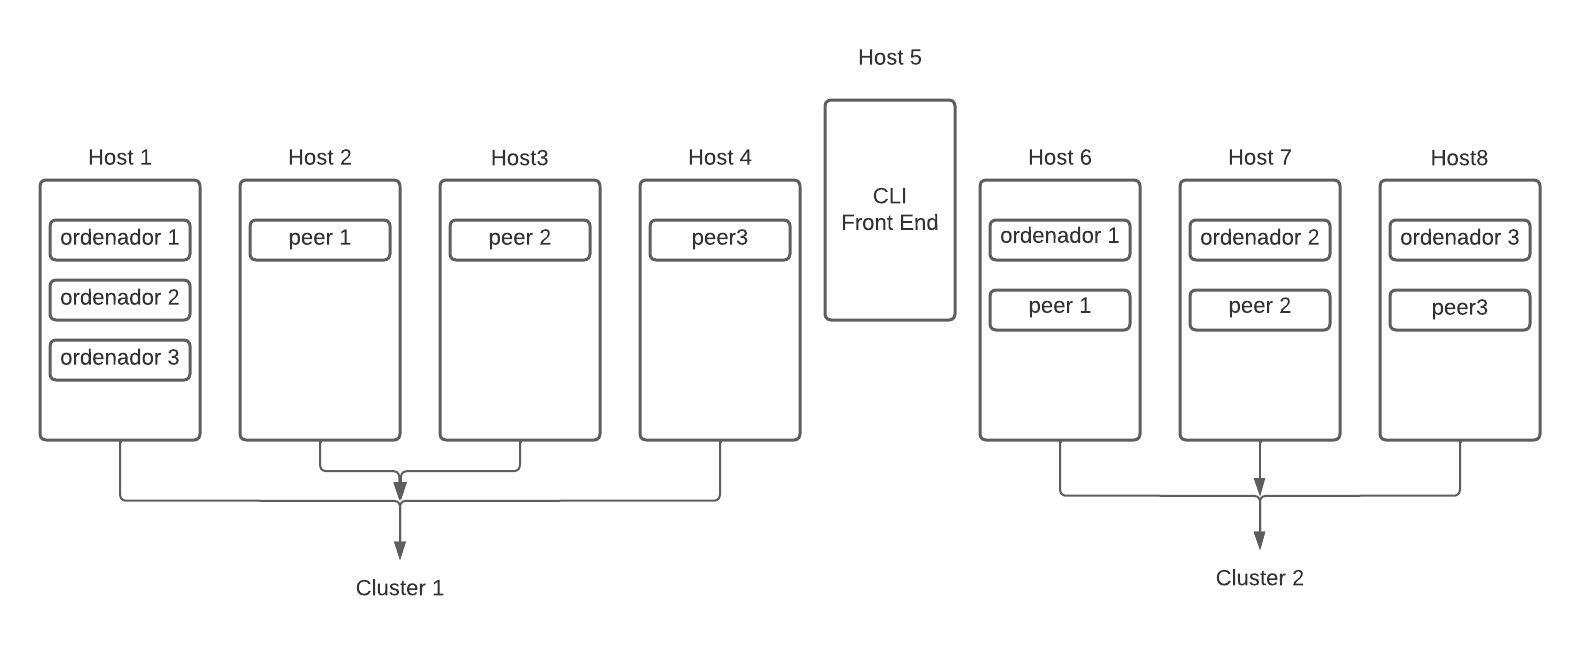 Host 5
Host 1
Host 2
Host3
Host 4
Host 6
Host 7
Host8
CLI
Front End
ordenador 1
ordenador 2
ordenador 3
peer 1
peer 2
peer3
ordenador 1
peer 1
ordenador 2
peer 2
ordenador 3
peer3
Cluster 1
Cluster 2